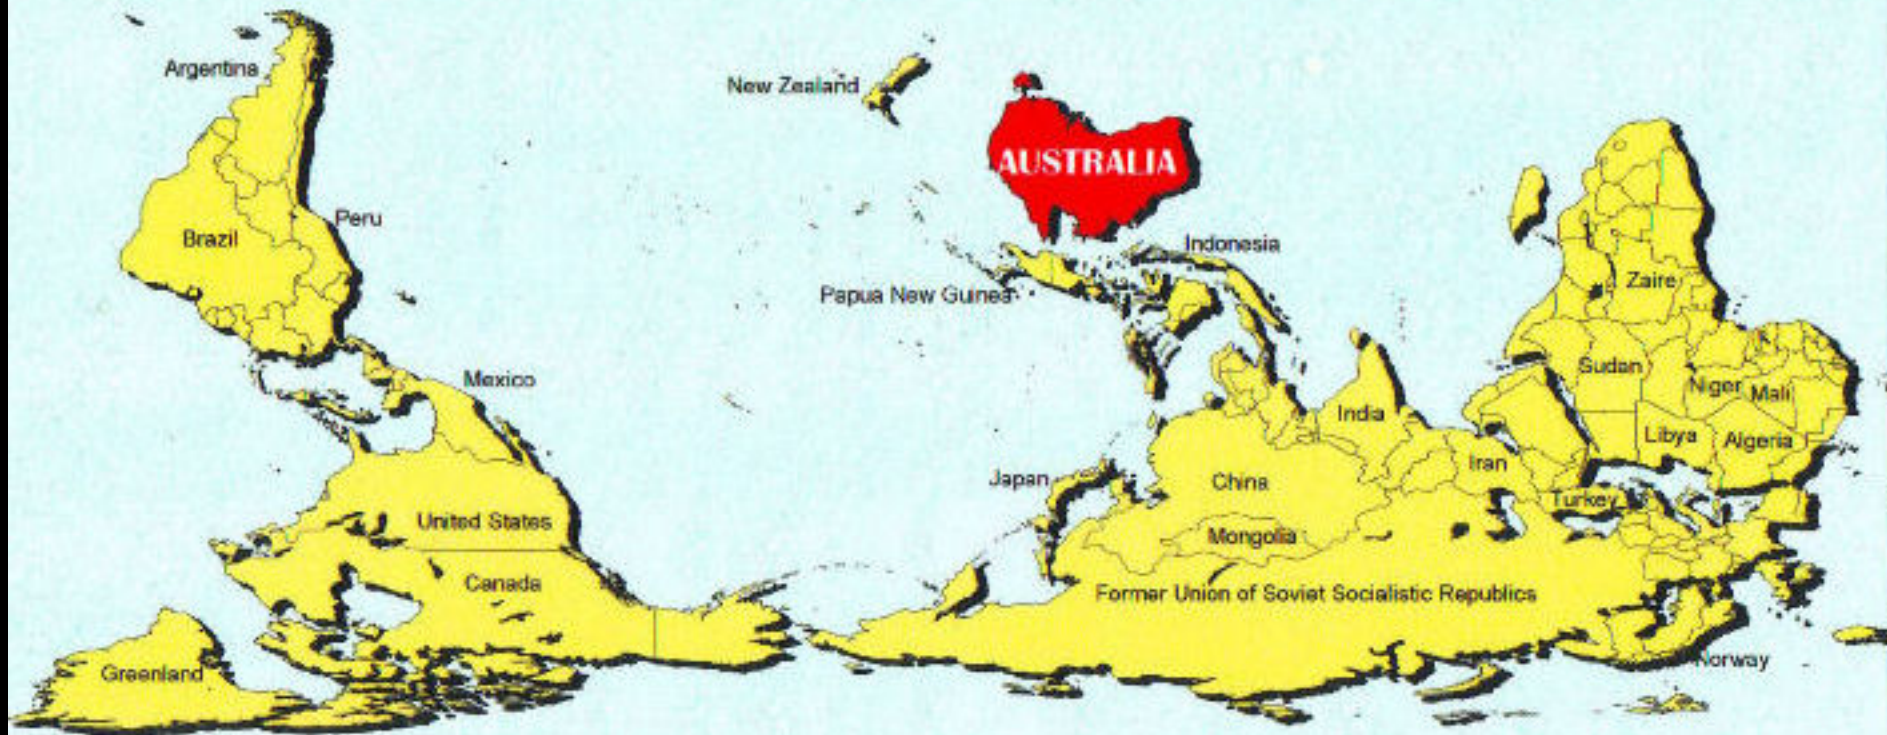 Argentina
New Zealand
AUSTRALIA
Peru
Brazil
Indonesia
Zaire
Papua New Guinea
Sudan
Mexico
Niger
Mali
India
Libya
Algeria
Iran
Japan
China
Turkey
United States
Mongolia
Canada
Former Union of Soviet Socialistic Republics
Norway
Greenland